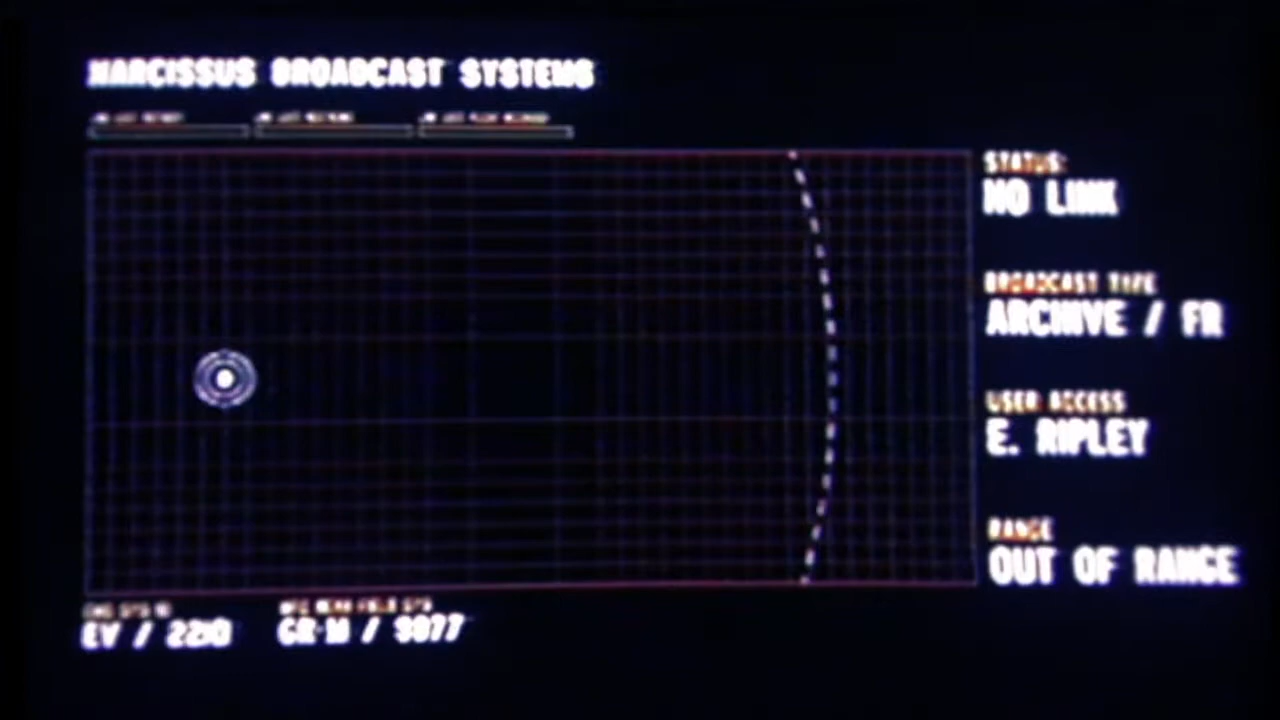 NARCISSUS BROADCAST SYSTEMS
STATUS:
NO LINK
BROADCAST TYPE
ARCHIVE / FR
USER ACCESS
E. RIPLEY
RANGE
OUT OF RANGE
EV / 2210
GR-M / 9877